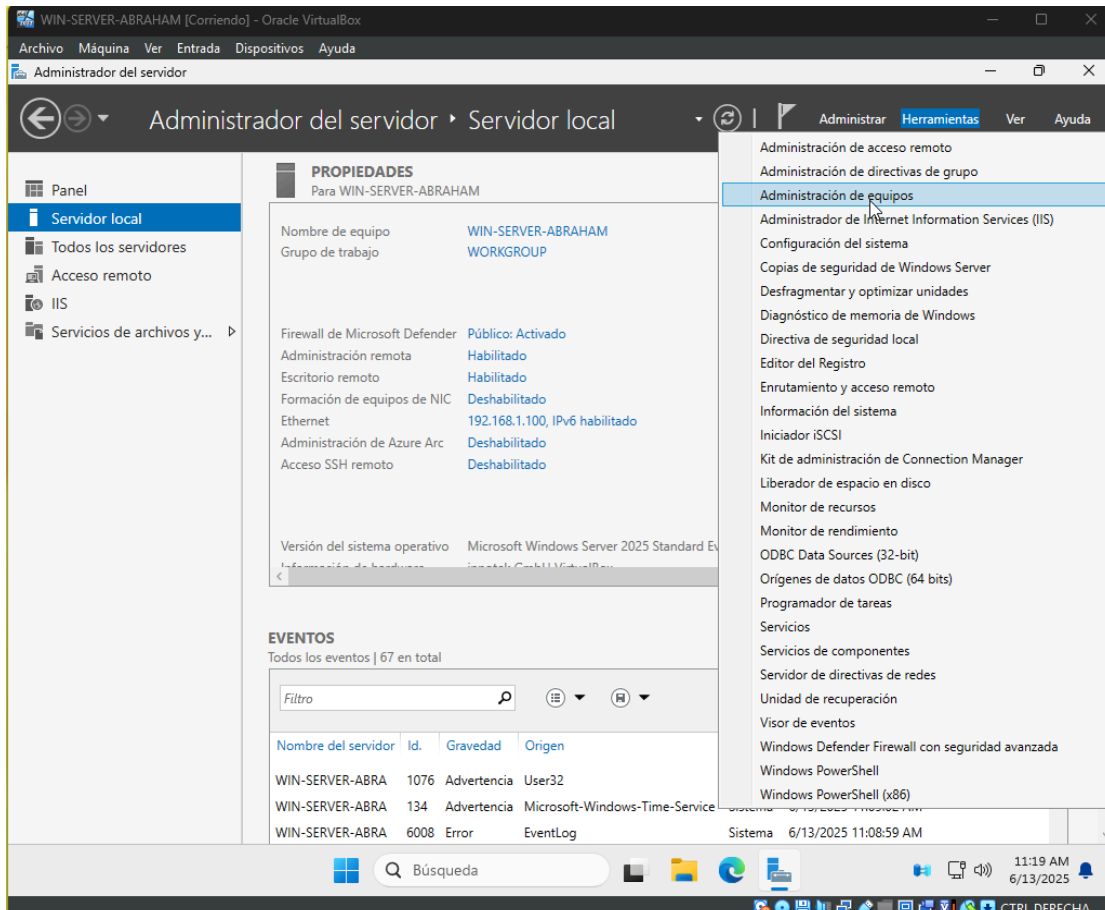 WIN-SERVER-ABRAHAM [Corriendo] - Oracle VirtualBox
Archivo Máquina Ver Entrada Dispositivos Ayuda
Administrador del servidor
Administrador del servidor ‣ Servidor local
Administrar Herramientas Ver Ayuda
Panel
Servidor local
Todos los servidores
Acceso remoto
IIS
Servicios de archivos y...
PROPIEDADES
Para WIN-SERVER-ABRAHAM
Nombre de equipo WIN-SERVER-ABRAHAM
Grupo de trabajo WORKGROUP
Firewall de Microsoft Defender Público: Activado
Administración remota Habilitado
Escritorio remoto Habilitado
Formación de equipos de NIC Deshabilitado
Ethernet 192.168.1.100, IPv6 habilitado
Administración de Azure Arc Deshabilitado
Acceso SSH remoto Deshabilitado
Versión del sistema operativo Microsoft Windows Server 2025 Standard
EVENTOS
Todos los eventos | 67 en total
Filtro
Nombre del servidor Id. Gravedad Origen
WIN-SERVER-ABRA 1076 Advertencia User32
WIN-SERVER-ABRA 134 Advertencia Microsoft-Windows-Time-Service
WIN-SERVER-ABRA 6008 Error EventLog Sistema 6/13/2025 11:08:59 AM
Administración de acceso remoto
Administración de directivas de grupo
Administración de equipos
Administrador de Internet Information Services (IIS)
Configuración del sistema
Copias de seguridad de Windows Server
Desfragmentar y optimizar unidades
Diagnóstico de memoria de Windows
Directiva de seguridad local
Editor del Registro
Enrutamiento y acceso remoto
Información del sistema
Iniciador iSCSI
Kit de administración de Connection Manager
Liberador de espacio en disco
Monitor de recursos
Monitor de rendimiento
ODBC Data Sources (32-bit)
Orígenes de datos ODBC (64 bits)
Programador de tareas
Servicios
Servicios de componentes
Servidor de directivas de redes
Unidad de recuperación
Visor de eventos
Windows Defender Firewall con seguridad avanzada
Windows PowerShell
Windows PowerShell (x86)
Búsqueda
11:19 AM
6/13/2025
CTRL DERECHA